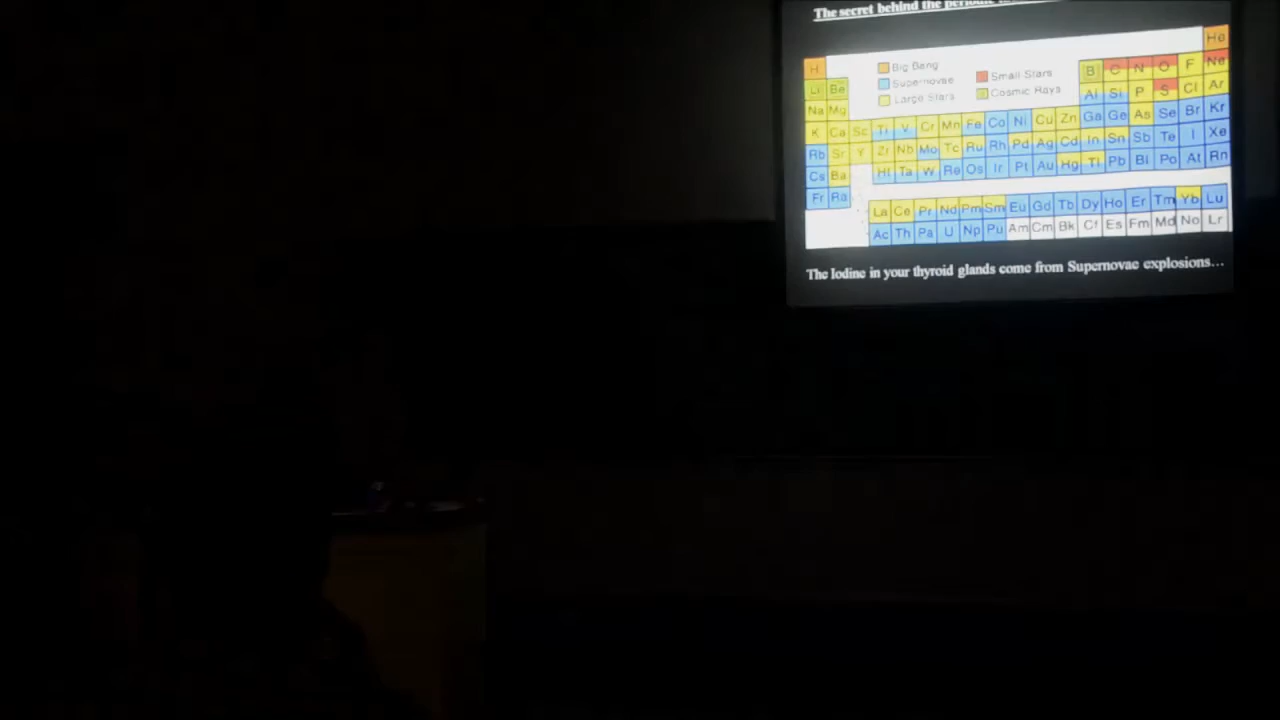 The secret behind the periodic
H He
Big Bang
Supernovae Small Stars
Large Stars Cosmic Rays
Li Be B C N O F Ne
Na Mg Al Si P S Cl Ar
K Ca Sc Ti V Cr Mn Fe Co Ni Cu Zn Ga Ge As Se Br Kr
Rb Sr Y Zr Nb Mo Tc Ru Rh Pd Ag Cd In Sn Sb Te I Xe
Cs Ba Hf Ta W Re Os Ir Pt Au Hg Tl Pb Bi Po At Rn
Fr Ra
La Ce Pr Nd Pm Sm Eu Gd Tb Dy Ho Er Tm Yb Lu
Ac Th Pa U Np Pu Am Cm Bk Cf Es Fm Md No Lr
The Iodine in your thyroid glands come from Supernovae explosions...